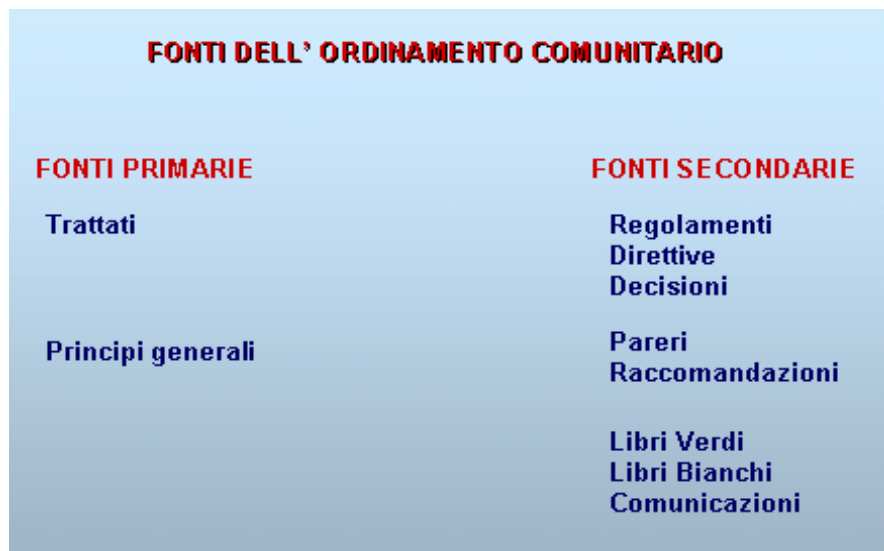 FONTI DELL' ORDINAMENTO COMUNITARIO
FONTI PRIMARIE
Trattati
Principi generali
FONTI SECONDARIE
Regolamenti
Direttive
Decisioni
Pareri
Raccomandazioni
Libri Verdi
Libri Bianchi
Comunicazioni